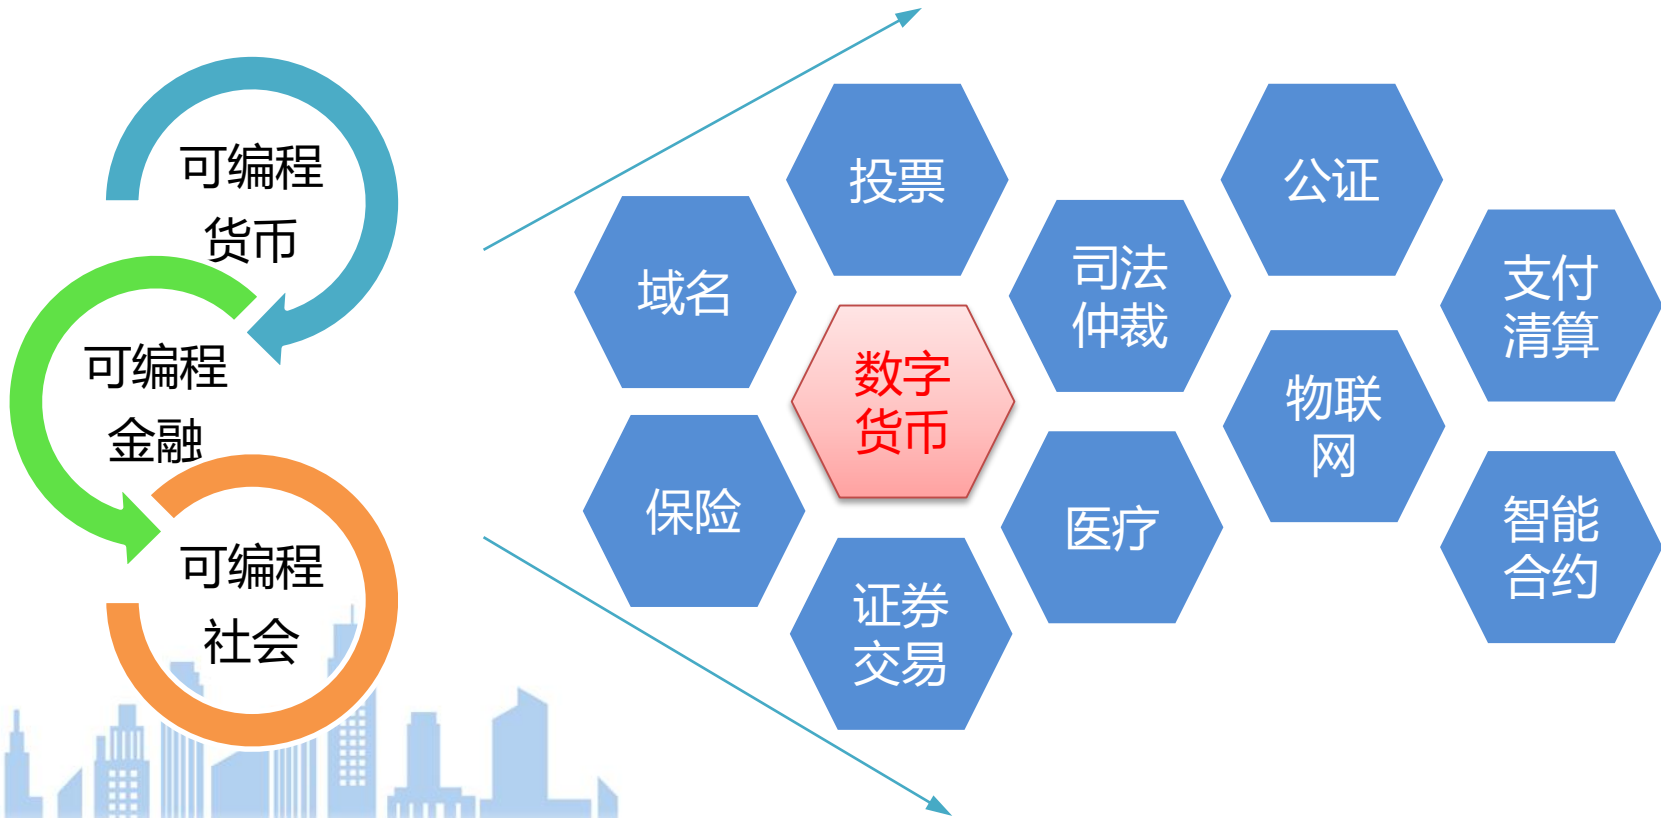 可编程
货币
可编程
金融
可编程
社会
投票
公证
域名
司法
仲裁
支付
清算
数字
货币
物联
网
保险
医疗
智能
合约
证券
交易